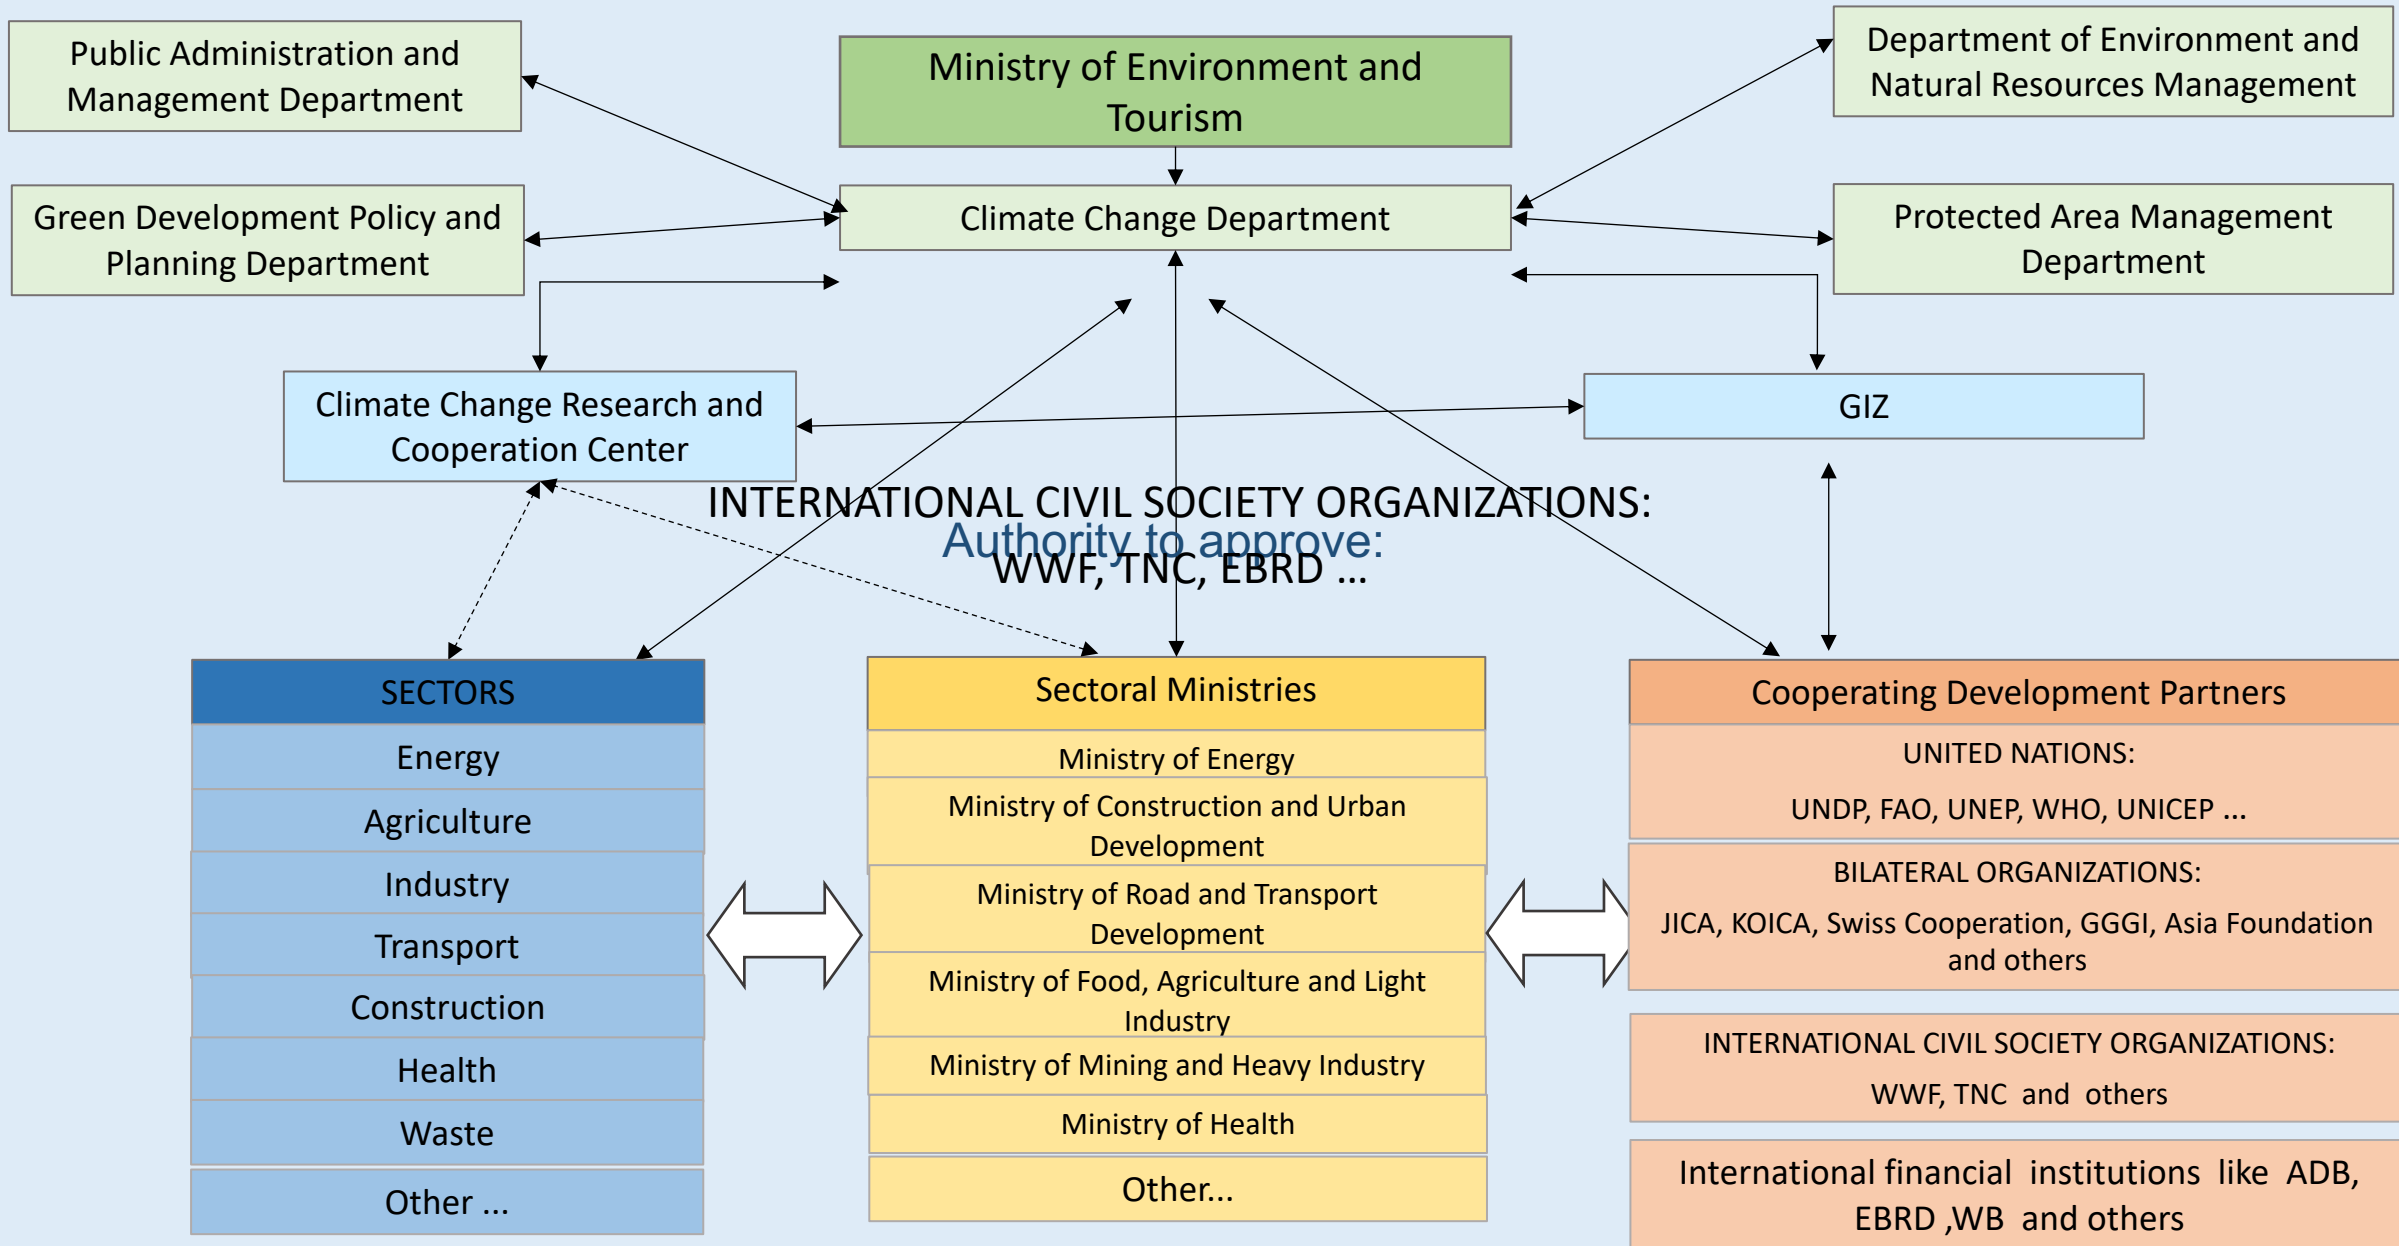 Public Administration and
Management Department
Ministry of Environment and
Tourism
Department of Environment and
Natural Resources Management
Green Development Policy and
Planning Department
Climate Change Department
Protected Area Management
Department
Climate Change Research and
Cooperation Center
GIZ
INTERNATIONAL CIVIL SOCIETY ORGANIZATIONS:
Authority to approve:
WWF, TNC, EBRD ...
SECTORS
Energy
Agriculture
Industry
Transport
Construction
Health
Waste
Other ...
Sectoral Ministries
Ministry of Energy
Ministry of Construction and Urban
Development
Ministry of Road and Transport
Development
Ministry of Food, Agriculture and Light
Industry
Ministry of Mining and Heavy Industry
Ministry of Health
Other...
Cooperating Development Partners
UNITED NATIONS:
UNDP, FAO, UNEP, WHO, UNICEP ...
BILATERAL ORGANIZATIONS:
JICA, KOICA, Swiss Cooperation, GGGI, Asia Foundation
and others
INTERNATIONAL CIVIL SOCIETY ORGANIZATIONS:
WWF, TNC and others
International financial institutions like ADB,
EBRD ,WB and others